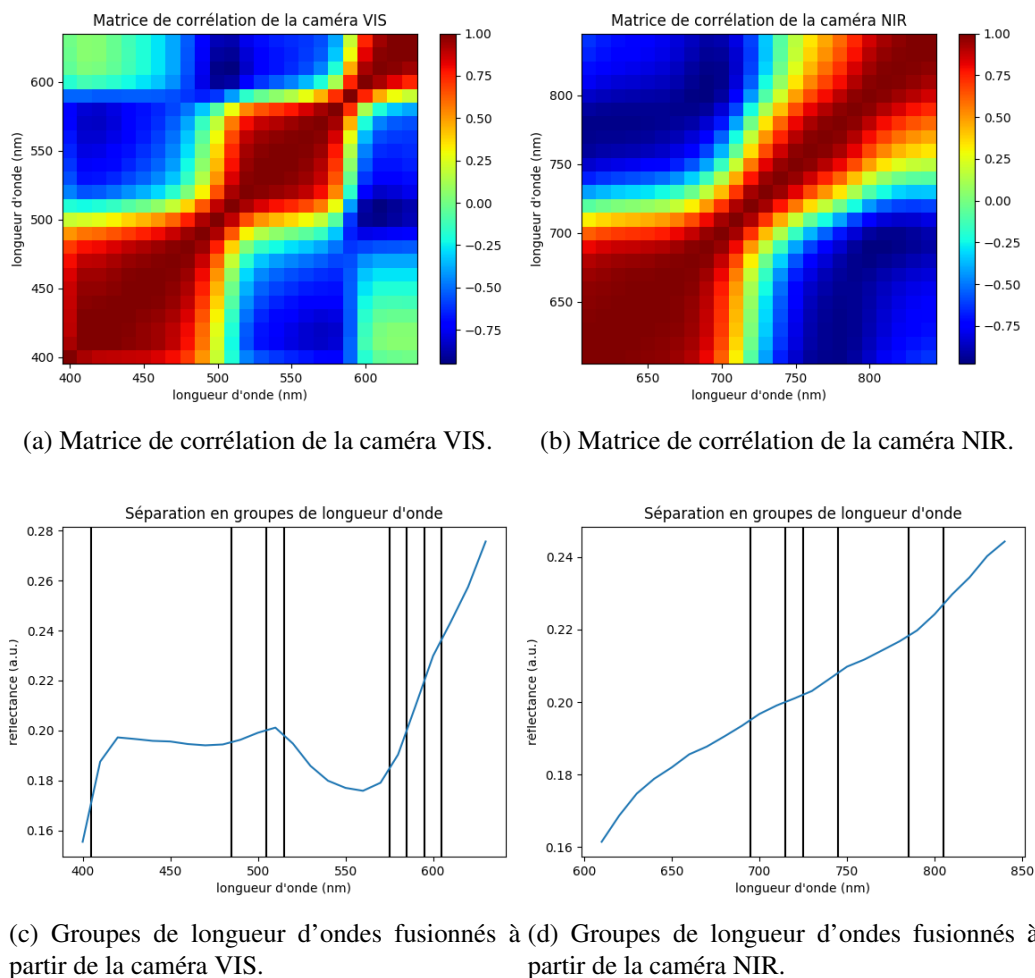 Matrice de corrélation de la caméra VIS
600
550
500
450
400
longueur d'onde (nm)
400 450 500 550 600
longueur d'onde (nm)
1.00
0.75
0.50
0.25
0.00
−0.25
−0.50
−0.75
Matrice de corrélation de la caméra NIR
800
750
700
650
longueur d'onde (nm)
650 700 750 800
longueur d'onde (nm)
1.00
0.75
0.50
0.25
0.00
−0.25
−0.50
−0.75
(a) Matrice de corrélation de la caméra VIS.
(b) Matrice de corrélation de la caméra NIR.
Séparation en groupes de longueur d'onde
0.28
0.26
0.24
0.22
0.20
0.18
0.16
réflectance (a.u.)
400 450 500 550 600
longueur d'onde (nm)
Séparation en groupes de longueur d'onde
0.24
0.22
0.20
0.18
0.16
réflectance (a.u.)
600 650 700 750 800 850
longueur d'onde (nm)
(c) Groupes de longueur d’ondes fusionnés à
partir de la caméra VIS.
(d) Groupes de longueur d’ondes fusionnés à
partir de la caméra NIR.